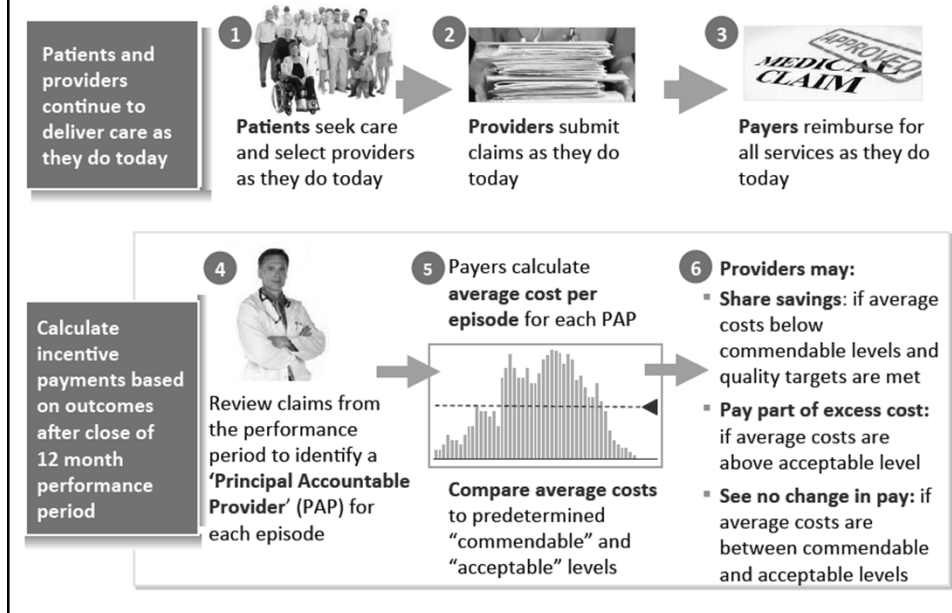 Patients and
providers
continue to
deliver care as
they do today
1
Patients seek care
and select providers
as they do today
2
Providers submit
claims as they do
today
3
APPROVED
MEDICAL
CLAIM
Payers reimburse for
all services as they do
today
Calculate
incentive
payments based
on outcomes
after close of
12 month
performance
period
4
Review claims from
the performance
period to identify a
‘Principal Accountable
Provider’ (PAP) for
each episode
5
Payers calculate
average cost per
episode for each PAP
Compare average costs
to predetermined
“commendable” and
“acceptable” levels
6
Providers may:
▪ Share savings: if average
costs below
commendable levels and
quality targets are met
▪ Pay part of excess cost:
if average costs are
above acceptable level
▪ See no change in pay: if
average costs are
between commendable
and acceptable levels